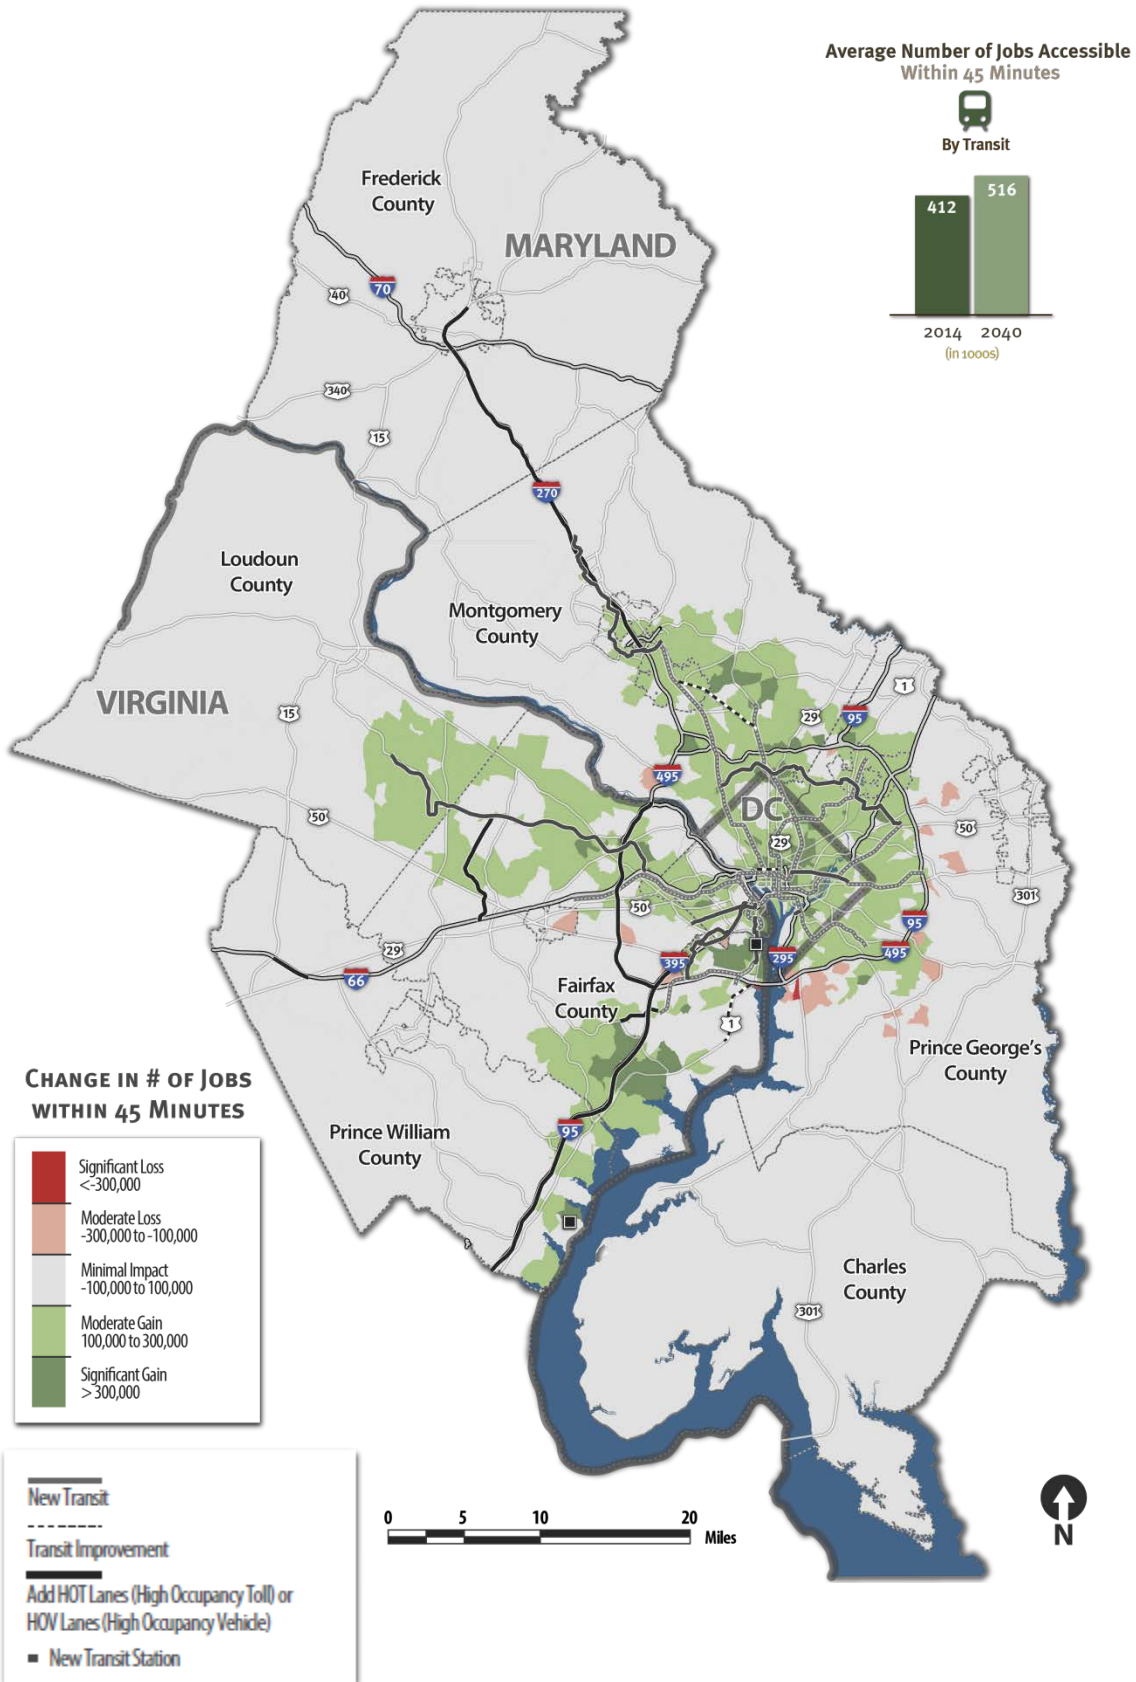 Average Number of Jobs Accessible
Within 45 Minutes
By Transit
412
516
2014 2040
(in 1000s)
Frederick
County
MARYLAND
70
40
340
15
270
Loudoun
County
Montgomery
County
VIRGINIA
15
1
29
95
495
DC
50
50
29
301
50
95
29
395
295
495
66
Fairfax
County
1
Prince George's
County
CHANGE IN # OF JOBS
WITHIN 45 MINUTES
Prince William
County
95
Significant Loss
<-300,000
Moderate Loss
-300,000 to -100,000
Minimal Impact
-100,000 to 100,000
Moderate Gain
100,000 to 300,000
Significant Gain
> 300,000
Charles
County
301
New Transit
Transit Improvement
Add HOT Lanes (High Occupancy Toll) or
HOV Lanes (High Occupancy Vehicle)
New Transit Station
0 5 10 20
Miles
N